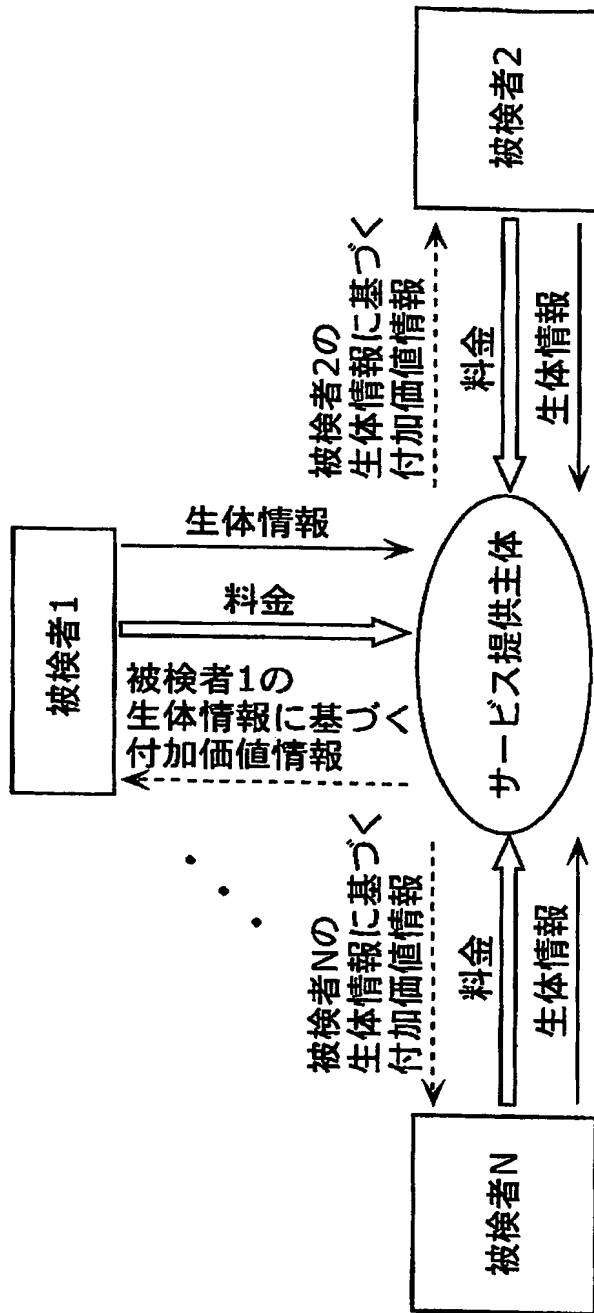 被検者1
生体情報
料金
被検者1の
生体情報に基づく
付加価値情報
被検者2の
生体情報に基づく
付加価値情報
料金
生体情報
被検者2
サービス提供主体
被検者Nの
生体情報に基づく
付加価値情報
料金
生体情報
被検者N